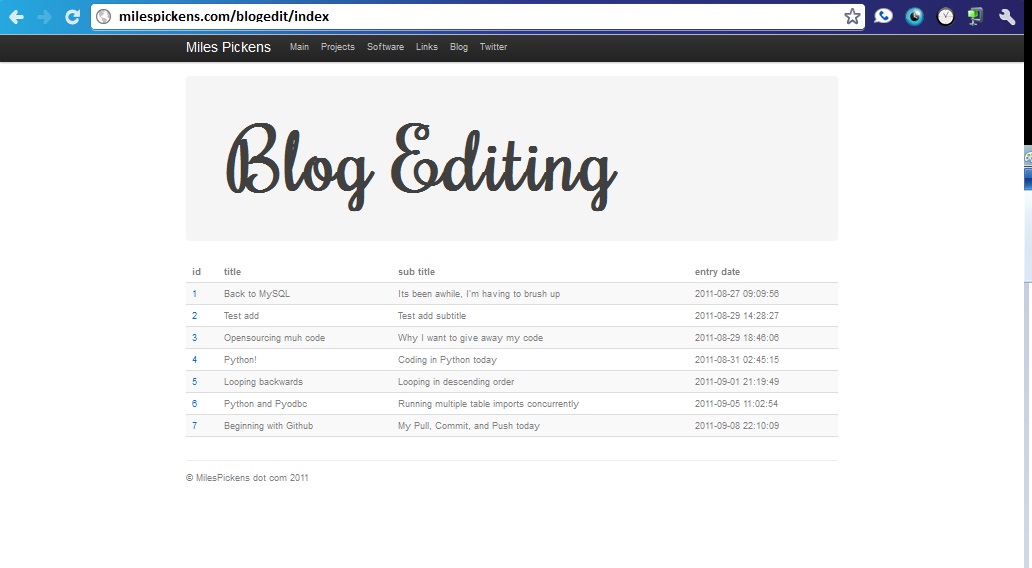 milespickens.com/blogedit/index
Miles Pickens Main Projects Software Links Blog Twitter
Blog Editing
id title sub title entry date
1 Back to MySQL Its been awhile, I'm having to brush up 2011-08-27 09:09:56
2 Test add Test add subtitle 2011-08-29 14:28:27
3 Opensourcing muh code Why I want to give away my code 2011-08-29 18:46:06
4 Python! Coding in Python today 2011-08-31 02:45:15
5 Looping backwards Looping in descending order 2011-09-01 21:19:49
6 Python and Pyodbc Running multiple table imports concurrently 2011-09-05 11:02:54
7 Beginning with Github My Pull, Commit, and Push today 2011-09-08 22:10:09
© MilesPickens dot com 2011